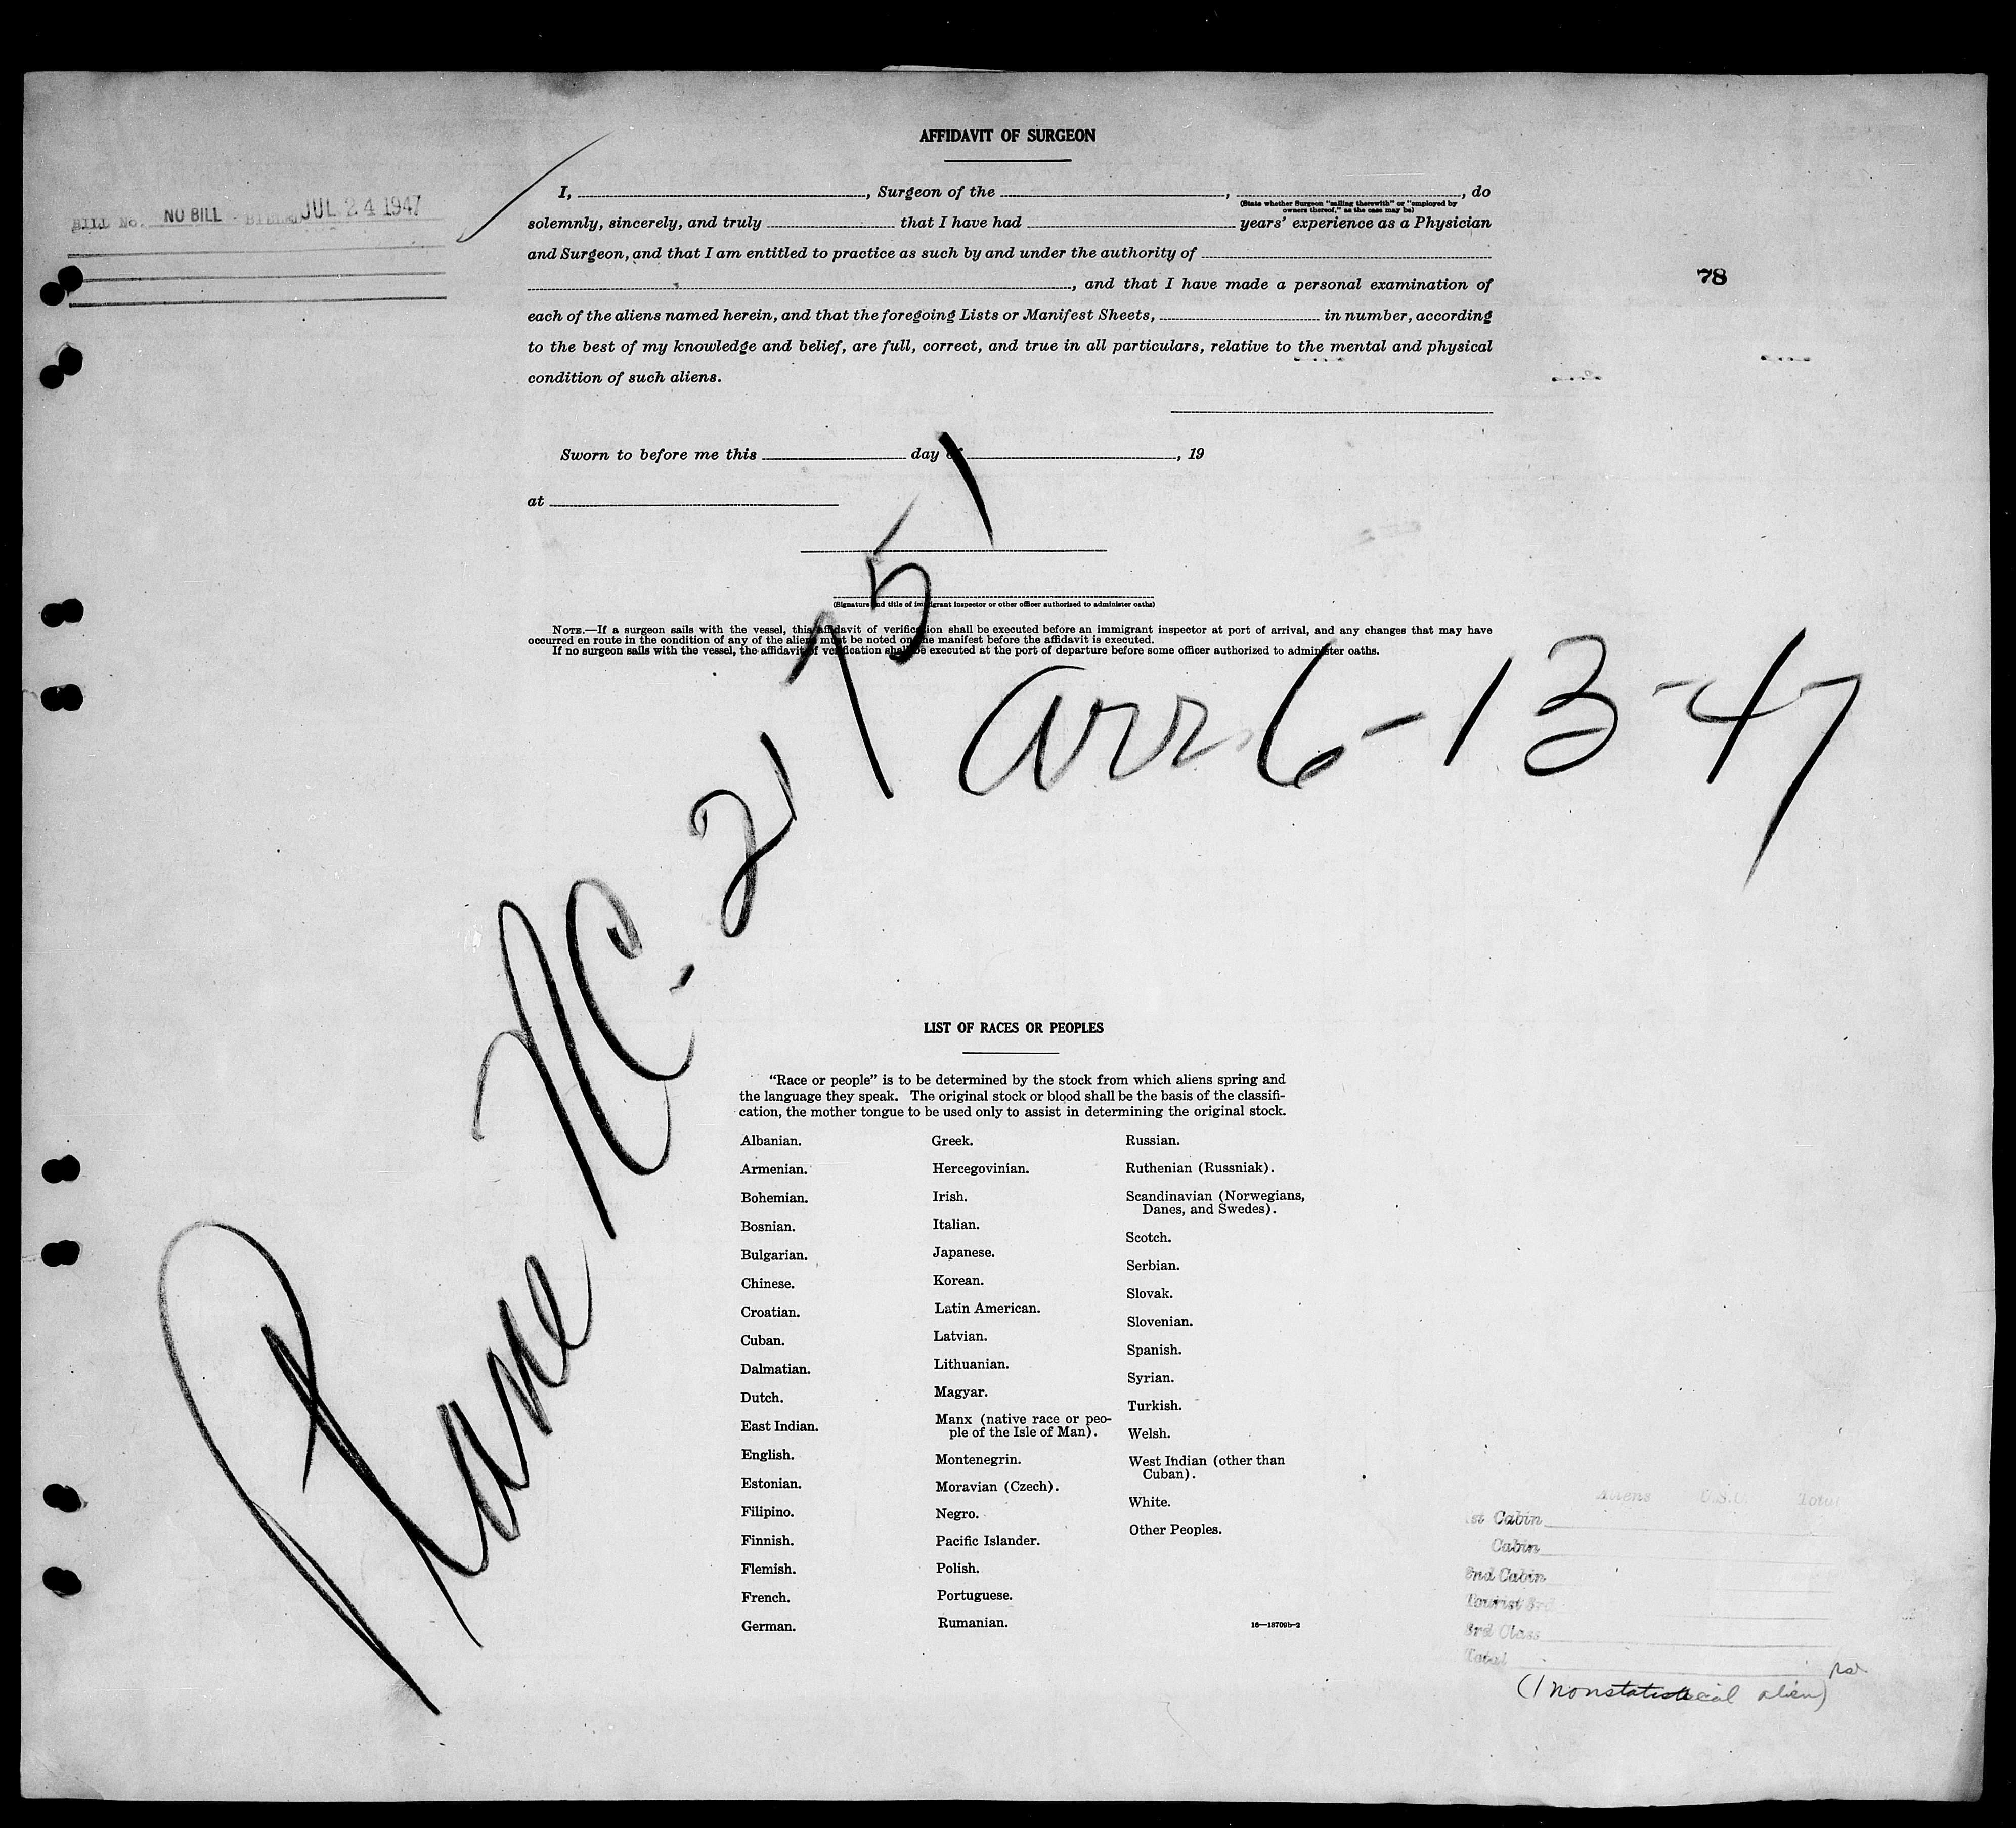 AFFIDAVIT OF SURGEON
I, , Surgeon of the , , do
(State whether Surgeon "sailing therewith" or "employed by
owners thereof," as the case may be)
BILL No. NO BILL JUL 24 1947
solemnly, sincerely, and truly that I have had years' experience as a Physician
and Surgeon, and that I am entitled to practice as such by and under the authority of
, and that I have made a personal examination of
78
each of the aliens named herein, and that the foregoing Lists or Manifest Sheets, in number, according
to the best of my knowledge and belief, are full, correct, and true in all particulars, relative to the mental and physical
condition of such aliens.
Sworn to before me this day of , 19
at
(Signature and title of immigrant inspector or other officer authorized to administer oaths)
NOTE.—If a surgeon sails with the vessel, this affidavit of verification shall be executed before an immigrant inspector at port of arrival, and any changes that may have
occurred en route in the condition of any of the aliens must be noted on the manifest before the affidavit is executed.
If no surgeon sails with the vessel, the affidavit of verification shall be executed at the port of departure before some officer authorized to administer oaths.
arr 6-13-47
Plane NC-
LIST OF RACES OR PEOPLES
"Race or people" is to be determined by the stock from which aliens spring and
the language they speak. The original stock or blood shall be the basis of the classifi-
cation, the mother tongue to be used only to assist in determining the original stock.
Albanian.
Armenian.
Bohemian.
Bosnian.
Bulgarian.
Chinese.
Croatian.
Cuban.
Dalmatian.
Dutch.
East Indian.
English.
Estonian.
Filipino.
Finnish.
Flemish.
French.
German.
Greek.
Hercegovinian.
Irish.
Italian.
Japanese.
Korean.
Latin American.
Latvian.
Lithuanian.
Magyar.
Manx (native race or peo-
ple of the Isle of Man).
Montenegrin.
Moravian (Czech).
Negro.
Pacific Islander.
Polish.
Portuguese.
Rumanian.
Russian.
Ruthenian (Russniak).
Scandinavian (Norwegians,
Danes, and Swedes).
Scotch.
Serbian.
Slovak.
Slovenian.
Spanish.
Syrian.
Turkish.
Welsh.
West Indian (other than
Cuban).
White.
Other Peoples.
16—18709b-2
Aliens U.S.C. Total
st Cabin
Cabin
2nd Cabin
Tourist 3rd
3rd Class
Total
(1 nonstatistical alien)